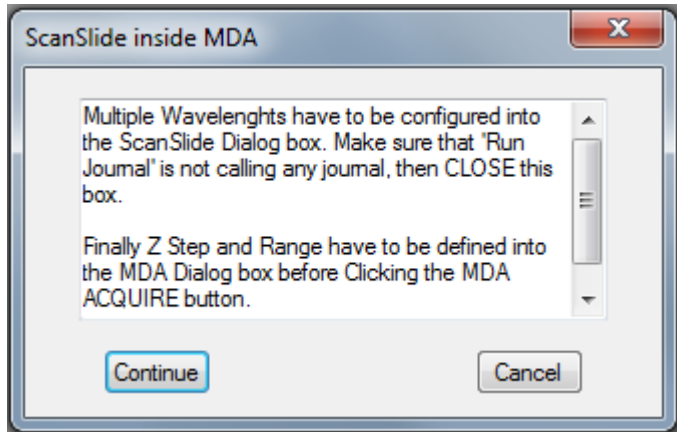 ScanSlide inside MDA
Multiple Wavelenghts have to be configured into
the ScanSlide Dialog box. Make sure that "Run
Journal' is not calling any journal, then CLOSE this
box.
Finally Z Step and Range have to be defined into
the MDA Dialog box before Clicking the MDA
ACQUIRE button.
Continue
Cancel